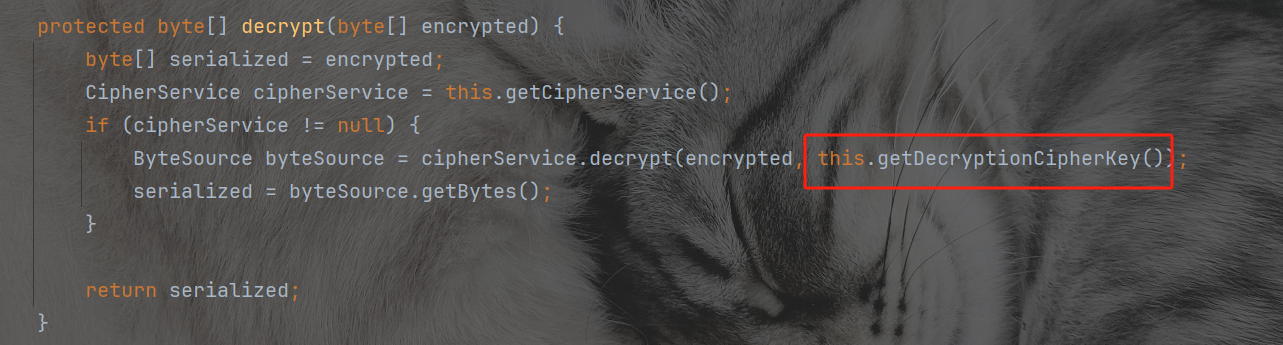 protected byte[] decrypt(byte[] encrypted) {
byte[] serialized = encrypted;
CipherService cipherService = this.getCipherService();
if (cipherService != null) {
ByteSource byteSource = cipherService.decrypt(encrypted, this.getDecryptionCipherKey());
serialized = byteSource.getBytes();
}
return serialized;
}